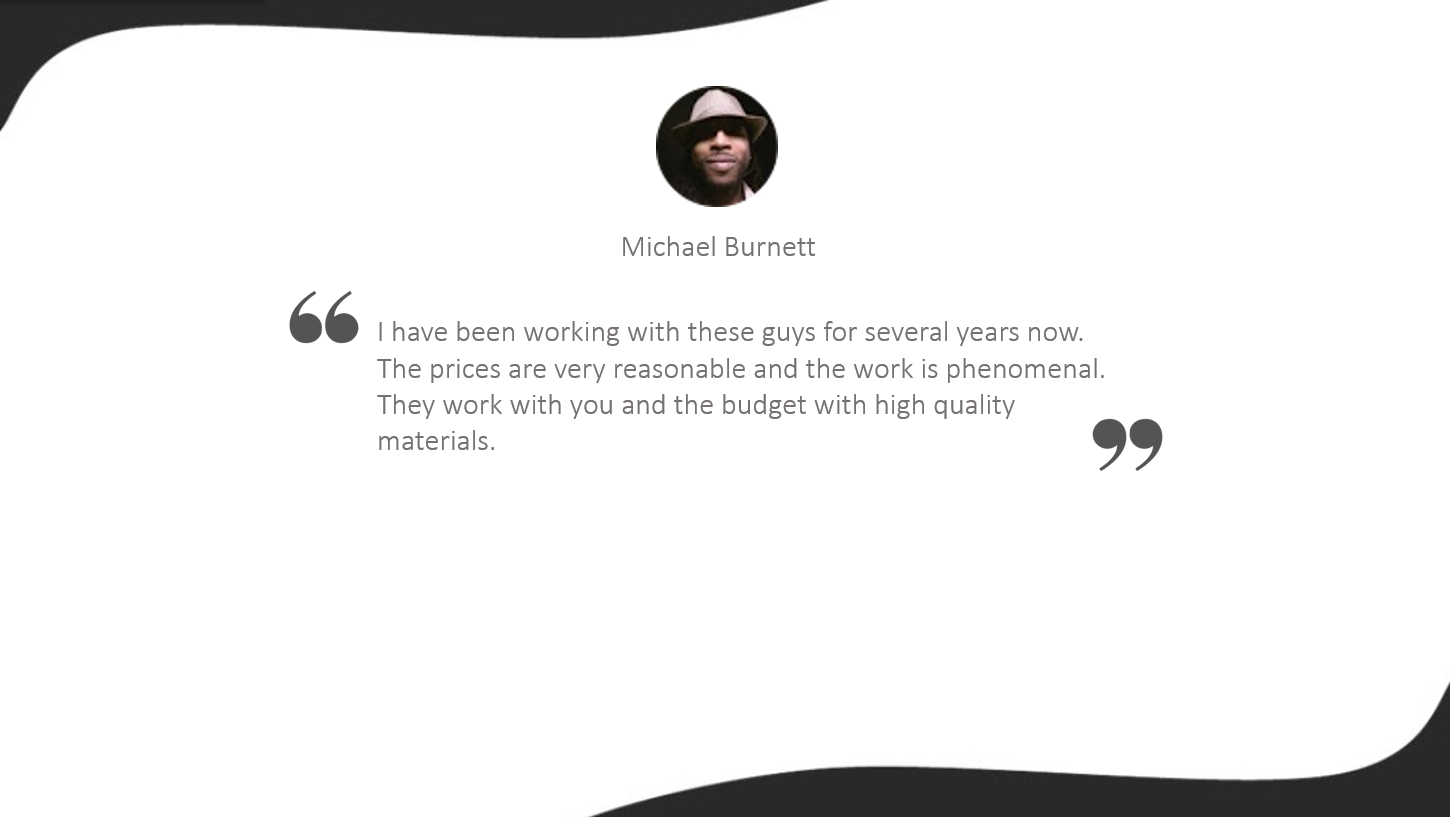 Michael Burnett
“ I have been working with these guys for several years now.
The prices are very reasonable and the work is phenomenal.
They work with you and the budget with high quality
materials. ”